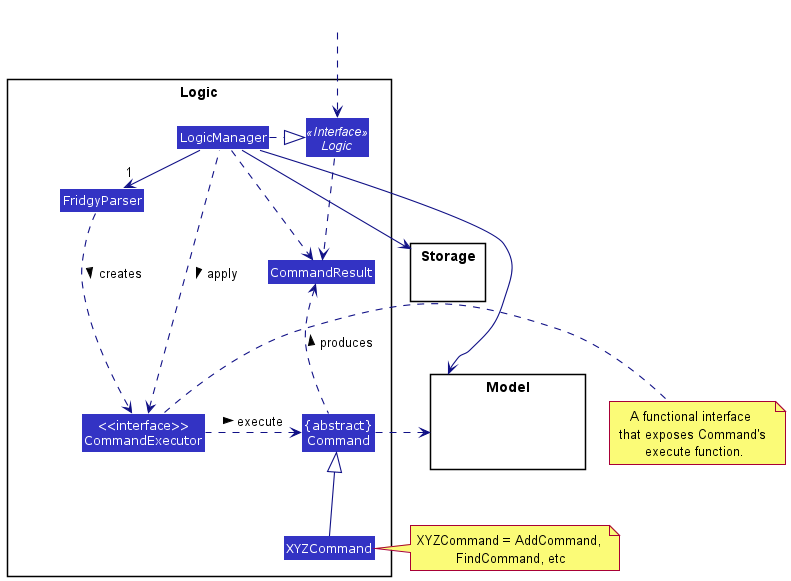 Logic
LogicManager
«Interface»
Logic
1
FridgyParser
Storage
CommandResult
creates
apply
produces
Model
<<interface>>
CommandExecutor
execute
{abstract}
Command
A functional interface
that exposes Command's
execute function.
XYZCommand
XYZCommand = AddCommand,
FindCommand, etc